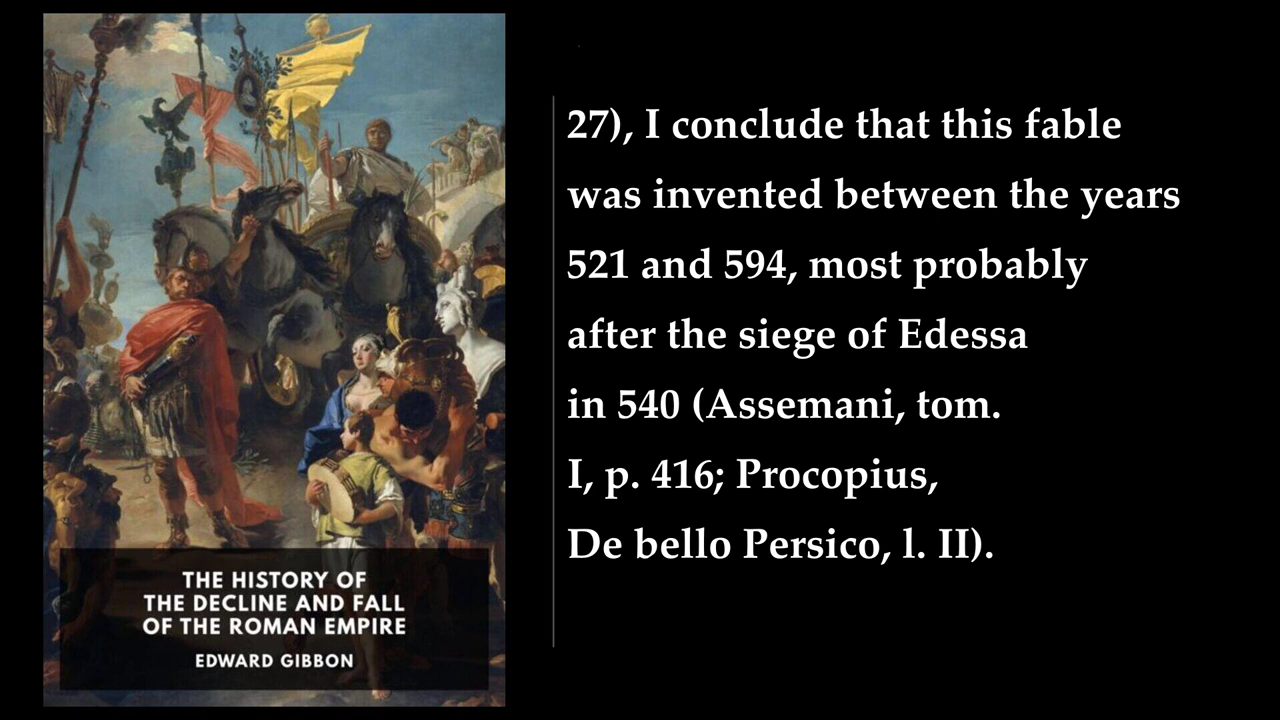 THE HISTORY OF
THE DECLINE AND FALL
OF THE ROMAN EMPIRE
EDWARD GIBBON
27), I conclude that this fable
was invented between the years
521 and 594, most probably
after the siege of Edessa
in 540 (Assemani, tom.
I, p. 416; Procopius,
De bello Persico, l. II).